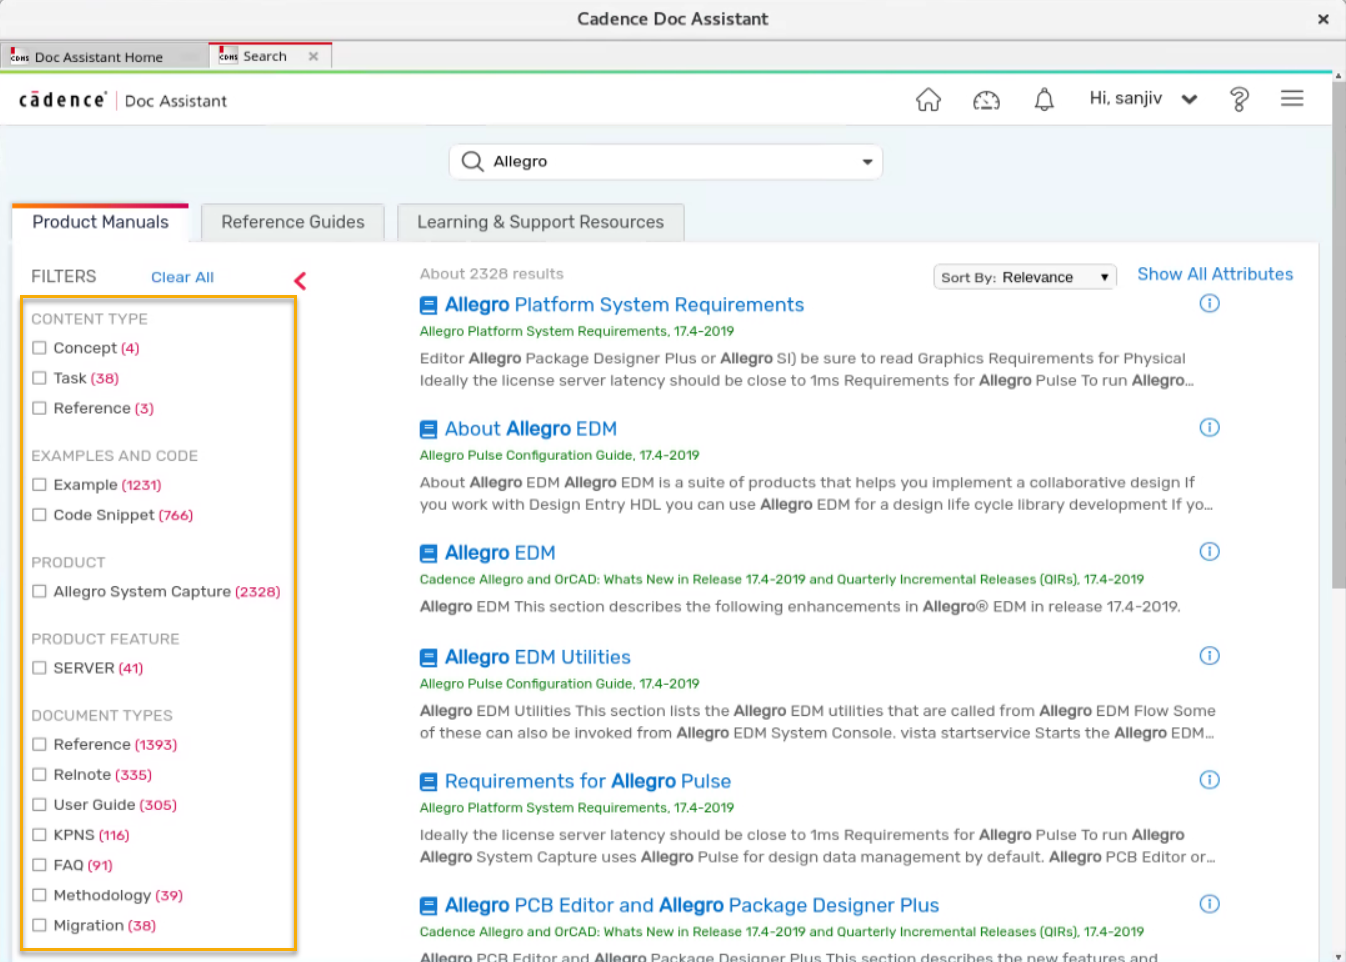 Cadence Doc Assistant
CDMS Doc Assistant Home
CDMS Search
cādence® Doc Assistant
Hi, sanjiv
Allegro
Product Manuals
Reference Guides
Learning & Support Resources
FILTERS
Clear All
CONTENT TYPE
Concept (4)
Task (38)
Reference (3)
EXAMPLES AND CODE
Example (1231)
Code Snippet (766)
PRODUCT
Allegro System Capture (2328)
PRODUCT FEATURE
SERVER (41)
DOCUMENT TYPES
Reference (1393)
Relnote (335)
User Guide (305)
KPNS (116)
FAQ (91)
Methodology (39)
Migration (38)
About 2328 results
Sort By: Relevance
Show All Attributes
Allegro Platform System Requirements
Allegro Platform System Requirements, 17.4-2019
Editor Allegro Package Designer Plus or Allegro SI) be sure to read Graphics Requirements for Physical
Ideally the license server latency should be close to 1ms Requirements for Allegro Pulse To run Allegro...
About Allegro EDM
Allegro Pulse Configuration Guide, 17.4-2019
About Allegro EDM Allegro EDM is a suite of products that helps you implement a collaborative design If
you work with Design Entry HDL you can use Allegro EDM for a design life cycle library development If yo...
Allegro EDM
Cadence Allegro and OrCAD: Whats New in Release 17.4-2019 and Quarterly Incremental Releases (QIRs), 17.4-2019
Allegro EDM This section describes the following enhancements in Allegro® EDM in release 17.4-2019.
Allegro EDM Utilities
Allegro Pulse Configuration Guide, 17.4-2019
Allegro EDM Utilities This section lists the Allegro EDM utilities that are called from Allegro EDM Flow Some
of these can also be invoked from Allegro EDM System Console. vista startservice Starts the Allegro EDM...
Requirements for Allegro Pulse
Allegro Platform System Requirements, 17.4-2019
Ideally the license server latency should be close to 1ms Requirements for Allegro Pulse To run Allegro
Allegro System Capture uses Allegro Pulse for design data management by default. Allegro PCB Editor or...
Allegro PCB Editor and Allegro Package Designer Plus
Cadence Allegro and OrCAD: Whats New in Release 17.4-2019 and Quarterly Incremental Releases (QIRs), 17.4-2019
Allegro PCB Editor and Allegro Package Designer Plus This section describes the new features and